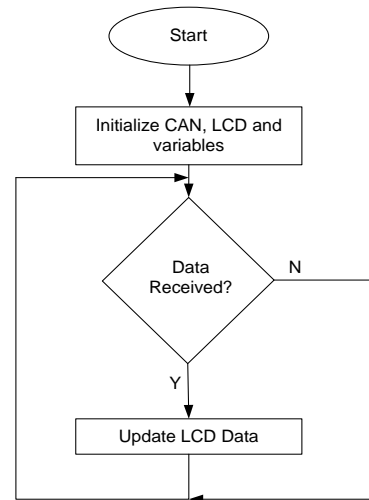 Start
Initialize CAN, LCD and
variables
Data
Received?
N
Y
Update LCD Data